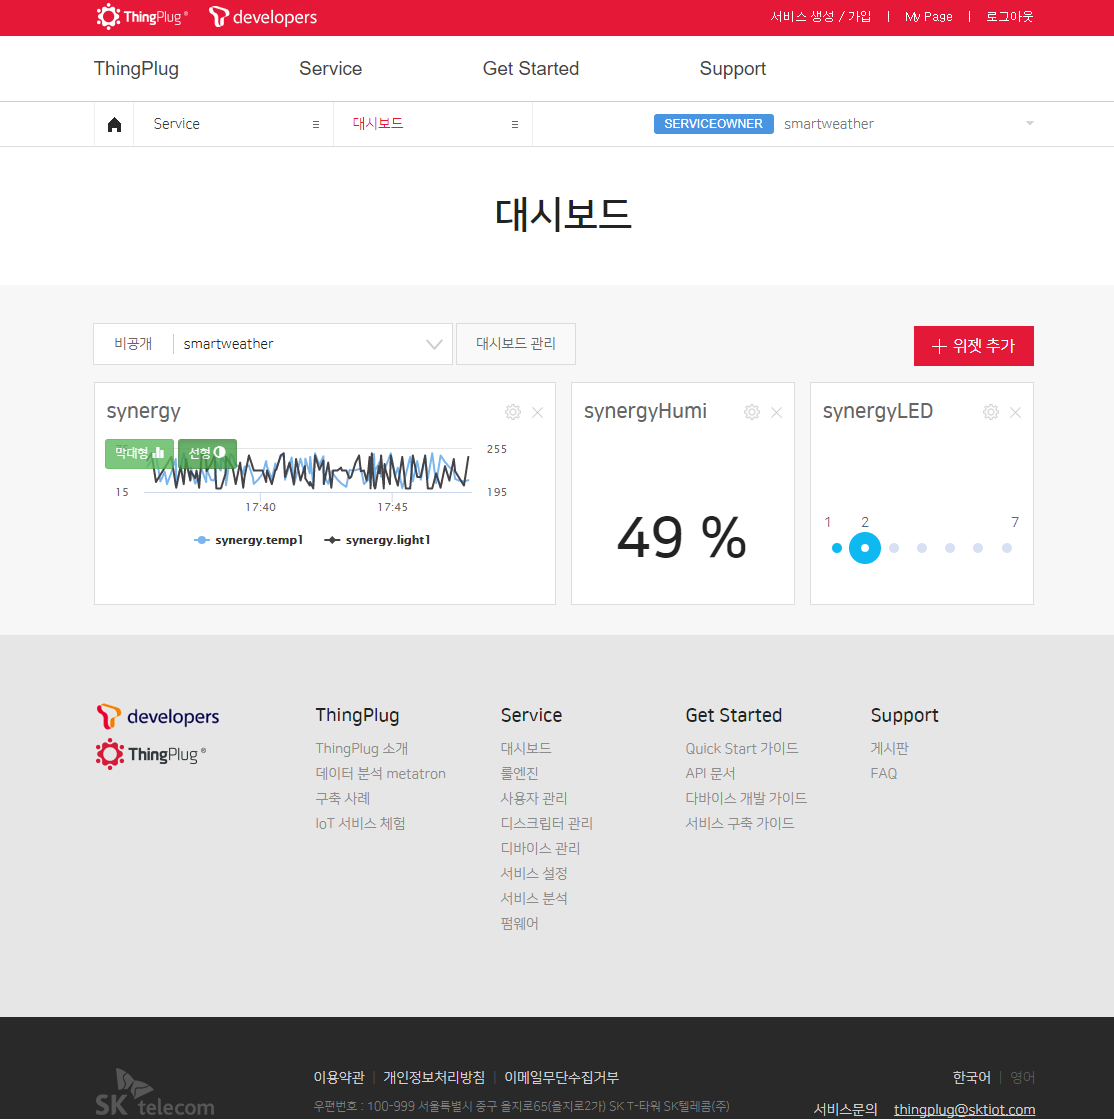 ThingPlug® developers 서비스 생성 / 가입 | My Page | 로그아웃
ThingPlug Service Get Started Support
Service 대시보드 SERVICEOWNER smartweather
대시보드
비공개 smartweather 대시보드 관리 위젯 추가
synergy
막대형 선형
255
15 195
17:40 17:45
synergy.temp1 synergy.light1
synergyHumi
49 %
synergyLED
1 2 7
developers
ThingPlug®
ThingPlug
ThingPlug 소개
데이터 분석 metatron
구축 사례
IoT 서비스 체험
Service
대시보드
룰엔진
사용자 관리
디스크립터 관리
디바이스 관리
서비스 설정
서비스 분석
펌웨어
Get Started
Quick Start 가이드
API 문서
다바이스 개발 가이드
서비스 구축 가이드
Support
게시판
FAQ
SK telecom
이용약관 | 개인정보처리방침 | 이메일무단수집거부
우편번호 : 100-999 서울특별시 중구 을지로65(을지로2가) SK T-타워 SK텔레콤(주)
한국어 | 영어
서비스문의 thingplug@sktiot.com